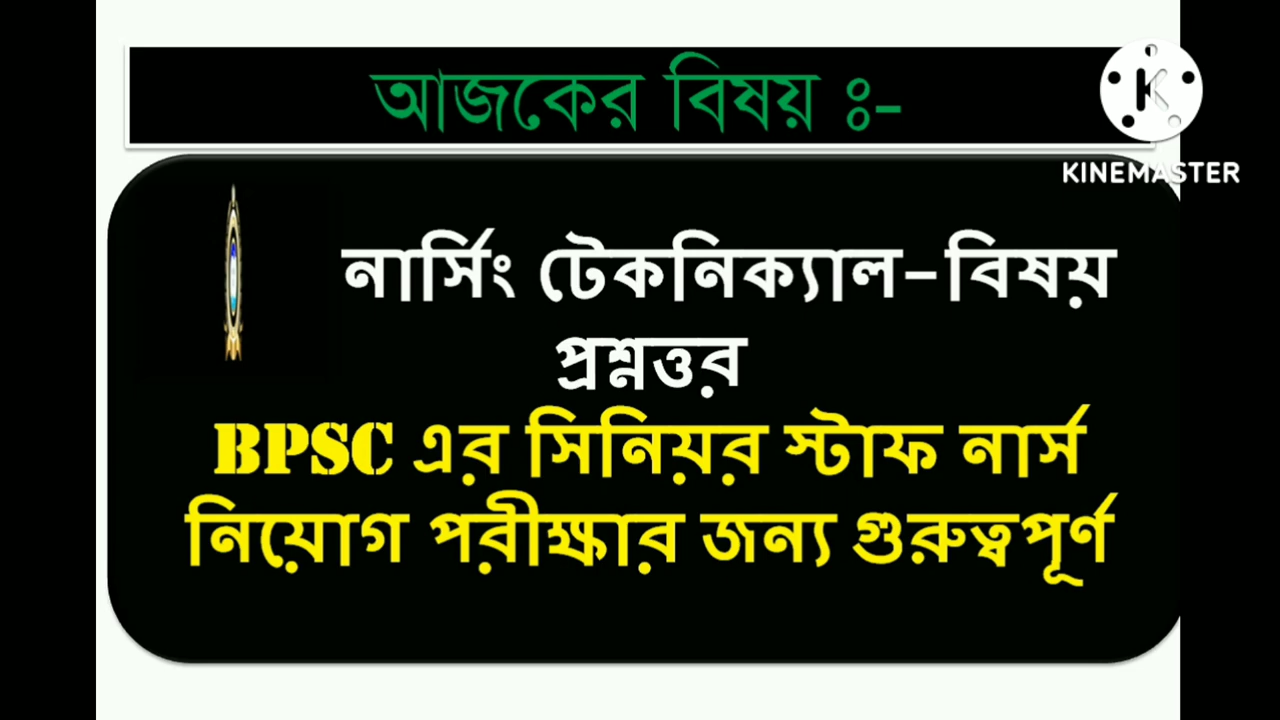 আজকের বিষয় ঃ-
KINEMASTER
নার্সিং টেকনিক্যাল-বিষয়
প্রশ্নত্তর
BPSC এর সিনিয়র স্টাফ নার্স
নিয়োগ পরীক্ষার জন্য গুরুত্বপূর্ণ